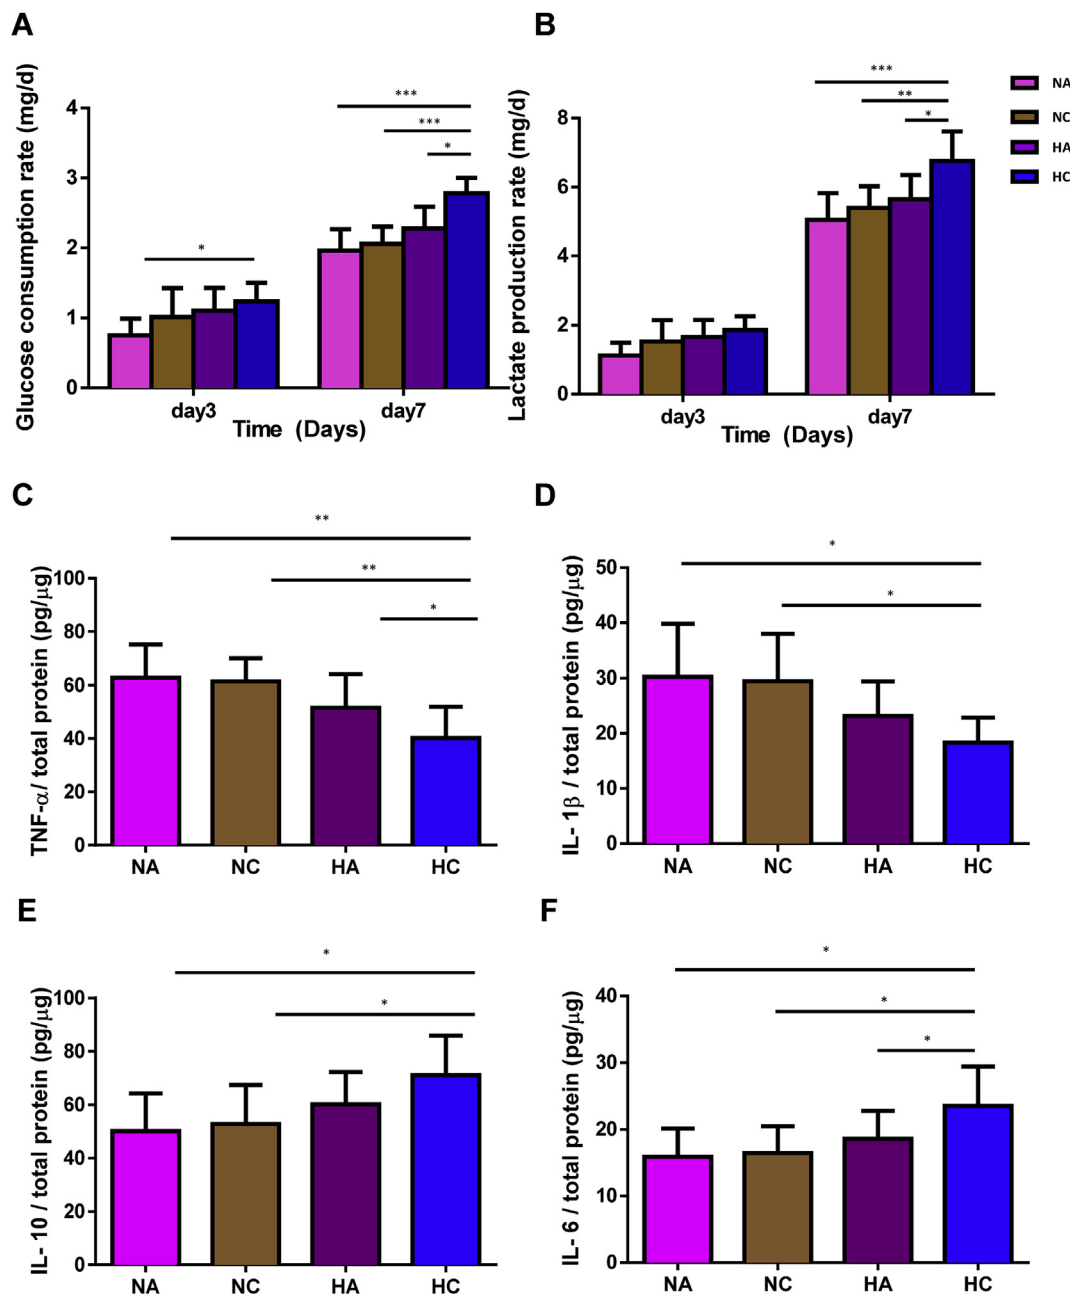 A
Glucose consumption rate (mg/d)
4
3
2
1
0
***
***
*
*
day3
day7
Time (Days)
B
Lactate production rate (mg/d)
8
6
4
2
0
***
**
*
day3
day7
Time (Days)
NA
NC
HA
HC
C
TNF-α/ total protein (pg/μg)
100
80
60
40
20
0
**
**
*
NA NC HA HC
D
IL- 1β / total protein (pg/μg)
50
40
30
20
10
0
*
*
NA NC HA HC
E
IL- 10 / total protein (pg/μg)
100
80
60
40
20
0
*
*
NA NC HA HC
F
IL- 6 / total protein (pg/μg)
40
30
20
10
0
*
*
*
NA NC HA HC